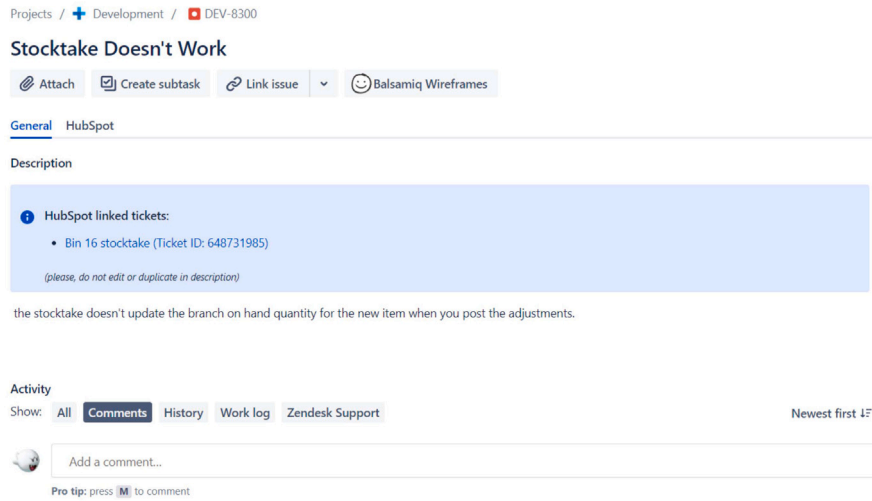 Projects / Development / DEV-8300
Stocktake Doesn't Work
Attach Create subtask Link issue Balsamiq Wireframes
General HubSpot
Description
HubSpot linked tickets:
• Bin 16 stocktake (Ticket ID: 648731985)
(please, do not edit or duplicate in description)
the stocktake doesn't update the branch on hand quantity for the new item when you post the adjustments.
Activity
Show: All Comments History Work log Zendesk Support Newest first
Add a comment...
Pro tip: press M to comment